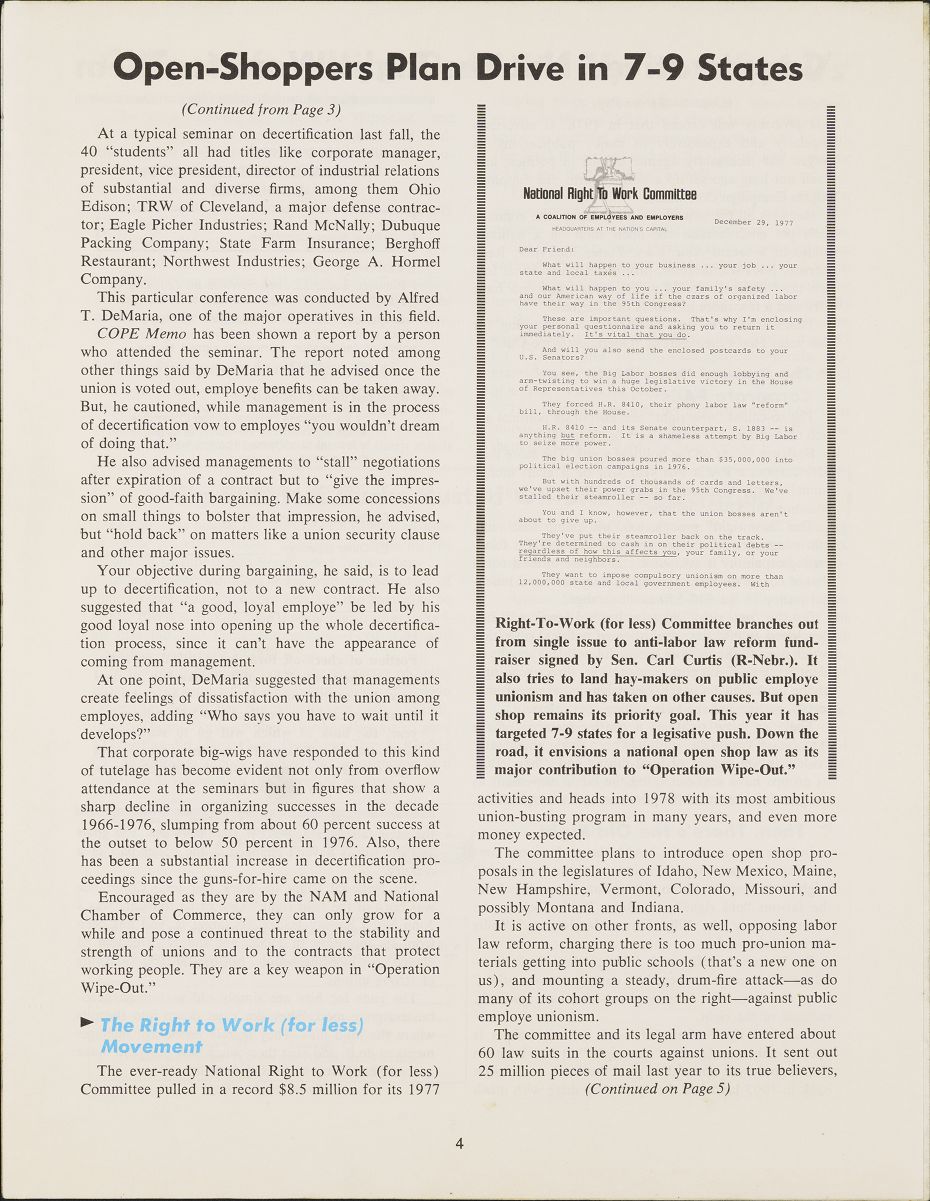 Open-Shoppers Plan Drive in 7-9 States
(Continued from Page 3)
At a typical seminar on decertification last fall, the
40 “students” all had titles like corporate manager,
president, vice president, director of industrial relations
of substantial and diverse firms, among them Ohio
Edison; TRW of Cleveland, a major defense contrac-
tor; Eagle Picher Industries; Rand McNally; Dubuque
Packing Company; State Farm Insurance; Berghoff
Restaurant; Northwest Industries; George A. Hormel
Company.
This particular conference was conducted by Alfred
T. DeMaria, one of the major operatives in this field.
COPE Memo has been shown a report by a person
who attended the seminar. The report noted among
other things said by DeMaria that he advised once the
union is voted out, employe benefits can be taken away.
But, he cautioned, while management is in the process
of decertification vow to employes “you wouldn’t dream
of doing that.”
He also advised managements to “stall” negotiations
after expiration of a contract but to “give the impres-
sion” of good-faith bargaining. Make some concessions
on small things to bolster that impression, he advised,
but “hold back” on matters like a union security clause
and other major issues.
Your objective during bargaining, he said, is to lead
up to decertification, not to a new contract. He also
suggested that “a good, loyal employe” be led by his
good loyal nose into opening up the whole decertifica-
tion process, since it can’t have the appearance of
coming from management.
At one point, DeMaria suggested that managements
create feelings of dissatisfaction with the union among
employes, adding “Who says you have to wait until it
develops?”
That corporate big-wigs have responded to this kind
of tutelage has become evident not only from overflow
attendance at the seminars but in figures that show a
sharp decline in organizing successes in the decade
1966-1976, slumping from about 60 percent success at
the outset to below 50 percent in 1976. Also, there
has been a substantial increase in decertification pro-
ceedings since the guns-for-hire came on the scene.
Encouraged as they are by the NAM and National
Chamber of Commerce, they can only grow for a
while and pose a continued threat to the stability and
strength of unions and to the contracts that protect
working people. They are a key weapon in “Operation
Wipe-Out.”
► The Right to Work (for less)
Movement
The ever-ready National Right to Work (for less)
Committee pulled in a record $8.5 million for its 1977
National Right To Work Committee
A COALITION OF EMPLOYEES AND EMPLOYERS
HEADQUARTERS AT THE NATION'S CAPITAL
December 29, 1977
Dear Friend:
What will happen to your business ... your job ... your
state and local taxes ...
What will happen to you ... your family's safety ...
and our American way of life if the czars of organized labor
have their way in the 95th Congress?
These are important questions. That's why I'm enclosing
your personal questionnaire and asking you to return it
immediately. It's vital that you do.
And will you also send the enclosed postcards to your
U.S. Senators?
You see, the Big Labor bosses did enough lobbying and
arm-twisting to win a huge legislative victory in the House
of Representatives this October.
They forced H.R. 8410, their phony labor law "reform"
bill, through the House.
H.R. 8410 -- and its Senate counterpart, S. 1883 -- is
anything but reform. It is a shameless attempt by Big Labor
to seize more power.
The big union bosses poured more than $35,000,000 into
political election campaigns in 1976.
But with hundreds of thousands of cards and letters,
we've upset their power grabs in the 95th Congress. We've
stalled their steamroller -- so far.
You and I know, however, that the union bosses aren't
about to give up.
They've put their steamroller back on the track.
They're determined to cash in on their political debts --
regardless of how this affects you, your family, or your
friends and neighbors.
They want to impose compulsory unionism on more than
12,000,000 state and local government employees. With
Right-To-Work (for less) Committee branches out
from single issue to anti-labor law reform fund-
raiser signed by Sen. Carl Curtis (R-Nebr.). It
also tries to land hay-makers on public employe
unionism and has taken on other causes. But open
shop remains its priority goal. This year it has
targeted 7-9 states for a legisative push. Down the
road, it envisions a national open shop law as its
major contribution to “Operation Wipe-Out.”
activities and heads into 1978 with its most ambitious
union-busting program in many years, and even more
money expected.
The committee plans to introduce open shop pro-
posals in the legislatures of Idaho, New Mexico, Maine,
New Hampshire, Vermont, Colorado, Missouri, and
possibly Montana and Indiana.
It is active on other fronts, as well, opposing labor
law reform, charging there is too much pro-union ma-
terials getting into public schools (that’s a new one on
us), and mounting a steady, drum-fire attack—as do
many of its cohort groups on the right—against public
employe unionism.
The committee and its legal arm have entered about
60 law suits in the courts against unions. It sent out
25 million pieces of mail last year to its true believers,
(Continued on Page 5)
4